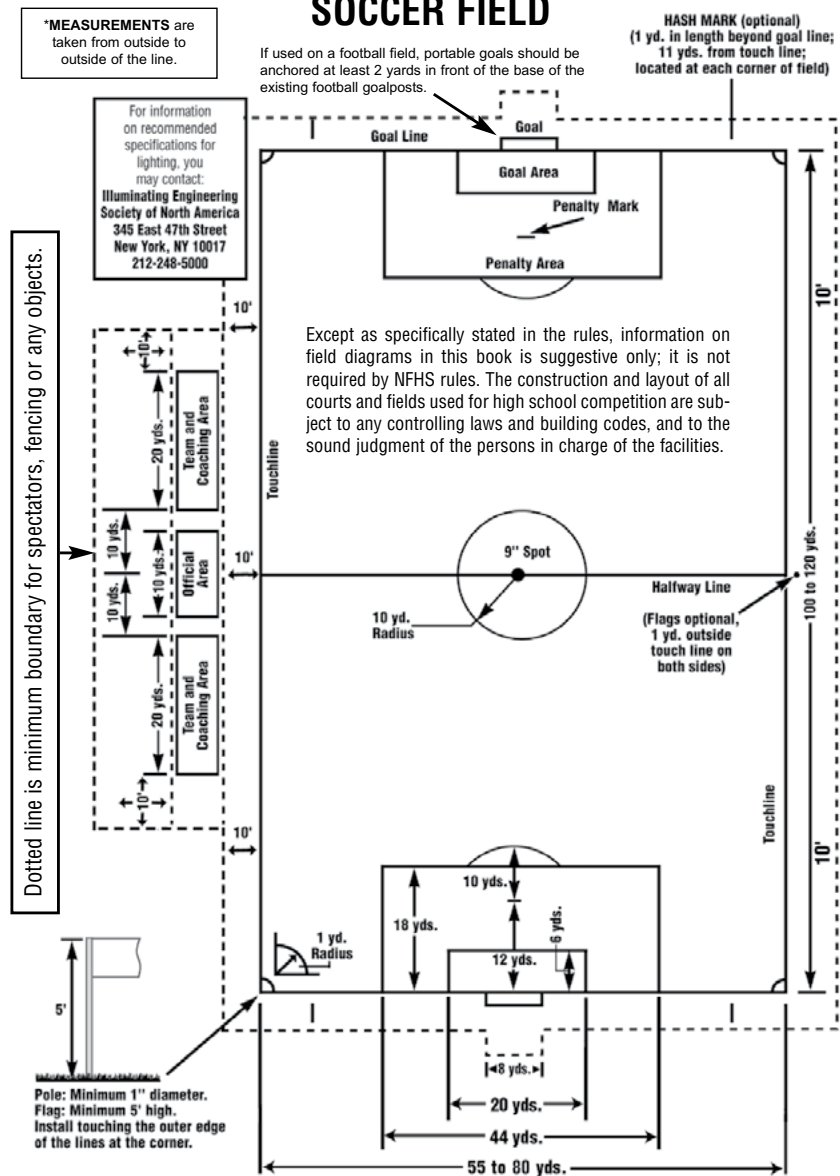 SOCCER FIELD
*MEASUREMENTS are
taken from outside to
outside of the line.
If used on a football field, portable goals should be
anchored at least 2 yards in front of the base of the
existing football goalposts.
HASH MARK (optional)
(1 yd. in length beyond goal line;
11 yds. from touch line;
located at each corner of field)
For information
on recommended
specifications for
lighting, you
may contact:
Illuminating Engineering
Society of North America
345 East 47th Street
New York, NY 10017
212-248-5000
Goal Line
Goal
Goal Area
Penalty Mark
Penalty Area
Dotted line is minimum boundary for spectators, fencing or any objects.
10'
10'
10'
Except as specifically stated in the rules, information on
field diagrams in this book is suggestive only; it is not
required by NFHS rules. The construction and layout of all
courts and fields used for high school competition are sub-
ject to any controlling laws and building codes, and to the
sound judgment of the persons in charge of the facilities.
20 yds.
Team and
Coaching Area
Touchline
10 yds.
10 yds.
10 yds.
Official
Area
10'
9" Spot
Halfway Line
10 yd.
Radius
(Flags optional,
1 yd. outside
touch line on
both sides)
100 to 120 yds.
20 yds.
Team and
Coaching Area
10'
10'
Touchline
10'
10 yds.
18 yds.
12 yds.
6 yds.
1 yd.
Radius
5'
Pole: Minimum 1" diameter.
Flag: Minimum 5' high.
Install touching the outer edge
of the lines at the corner.
8 yds.
20 yds.
44 yds.
55 to 80 yds.